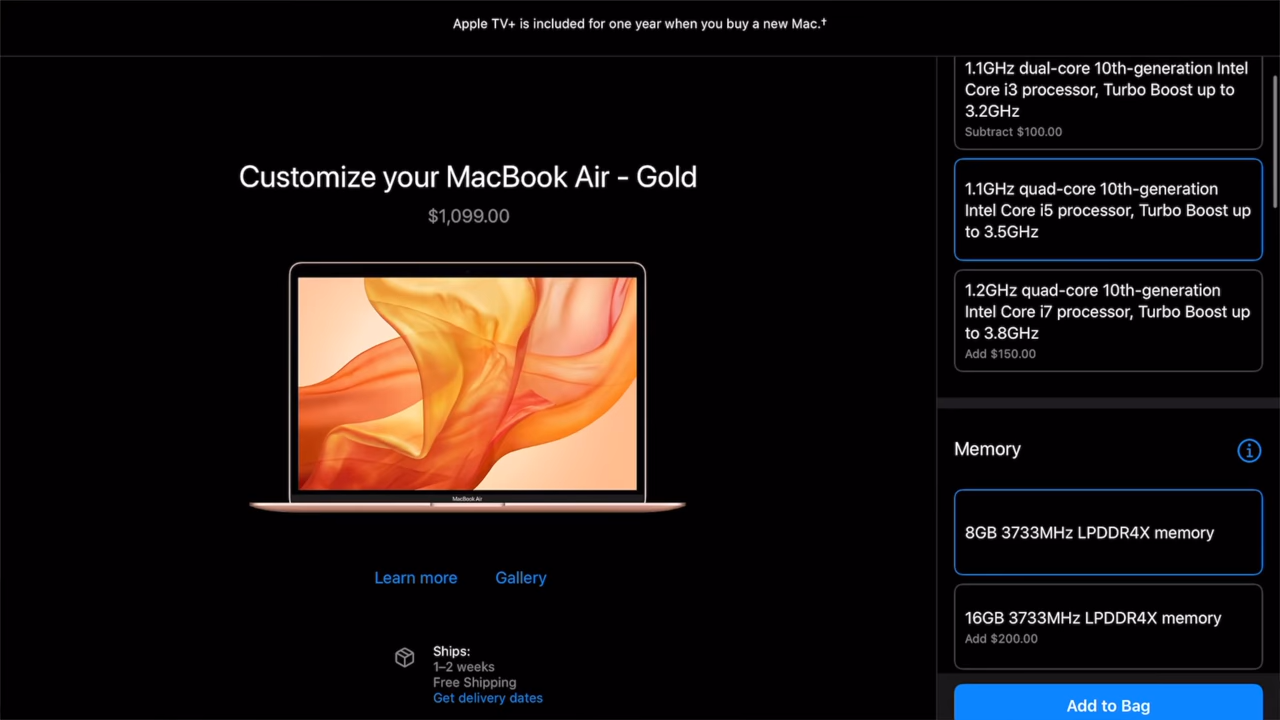 Apple TV+ is included for one year when you buy a new Mac.†
Customize your MacBook Air - Gold
$1,099.00
MacBook Air
Learn more
Gallery
Ships:
1–2 weeks
Free Shipping
Get delivery dates
1.1GHz dual-core 10th-generation Intel
Core i3 processor, Turbo Boost up to
3.2GHz
Subtract $100.00
1.1GHz quad-core 10th-generation
Intel Core i5 processor, Turbo Boost up
to 3.5GHz
1.2GHz quad-core 10th-generation
Intel Core i7 processor, Turbo Boost up
to 3.8GHz
Add $150.00
Memory
8GB 3733MHz LPDDR4X memory
16GB 3733MHz LPDDR4X memory
Add $200.00
Add to Bag